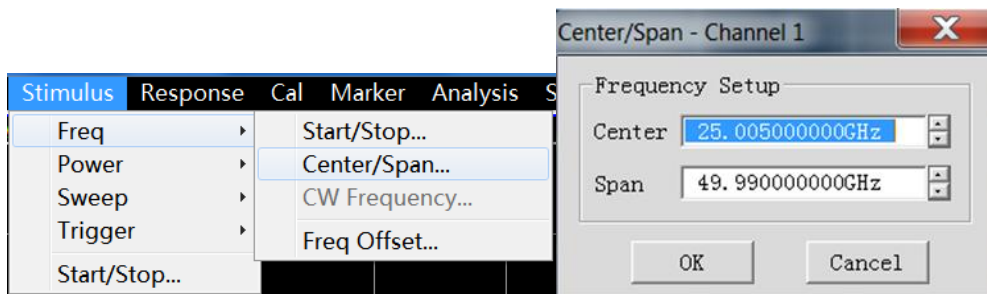 Center/Span - Channel 1
Stimulus Response Cal Marker Analysis S
Freq
Power
Sweep
Trigger
Start/Stop...
Start/Stop...
Center/Span...
CW Frequency...
Freq Offset...
Frequency Setup
Center 25.005000000GHz
Span 49.990000000GHz
OK Cancel